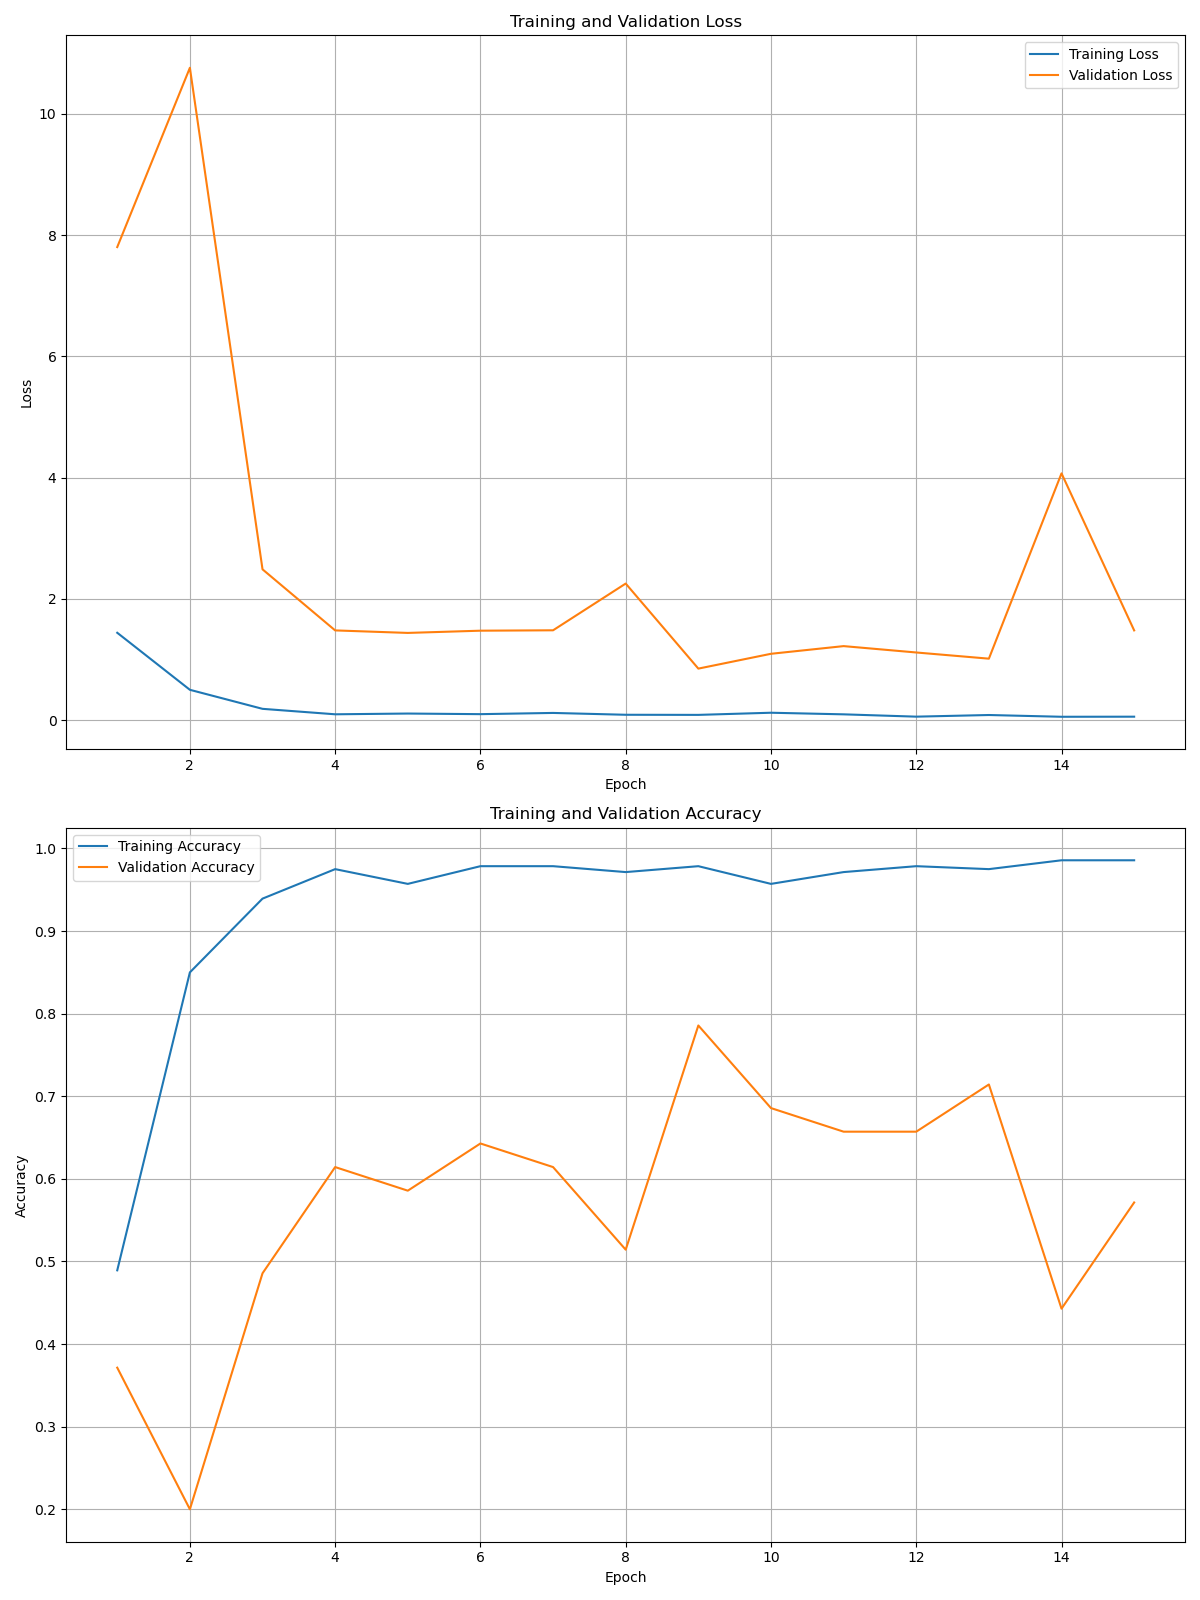 Training and Validation Loss
Training Loss
Validation Loss
10
8
6
4
2
0
Loss
2 4 6 8 10 12 14
Epoch
Training and Validation Accuracy
Training Accuracy
Validation Accuracy
1.0
0.9
0.8
0.7
0.6
0.5
0.4
0.3
0.2
Accuracy
2 4 6 8 10 12 14
Epoch